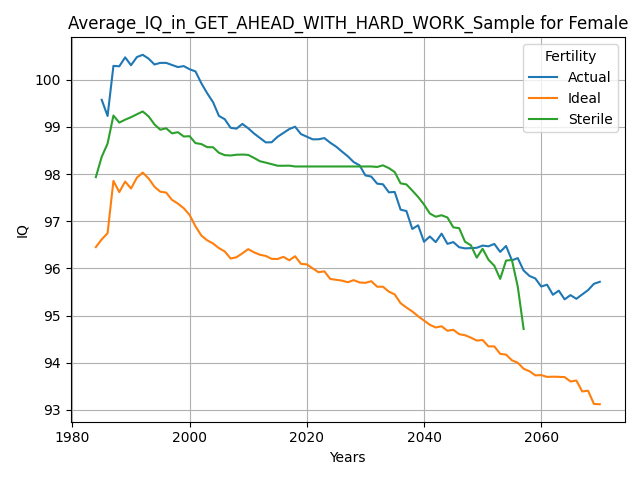 Average_IQ_in_GET_AHEAD_WITH_HARD_WORK_Sample for Female
Fertility
Actual
Ideal
Sterile
IQ
100
99
98
97
96
95
94
93
1980
2000
2020
2040
2060
Years